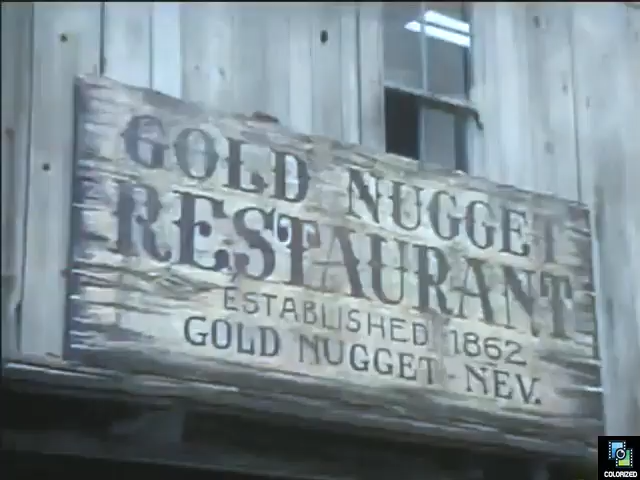 GOLD NUGGET
RESTAURANT
ESTABLISHED 1862
GOLD NUGGET - NEV.
COLORIZED